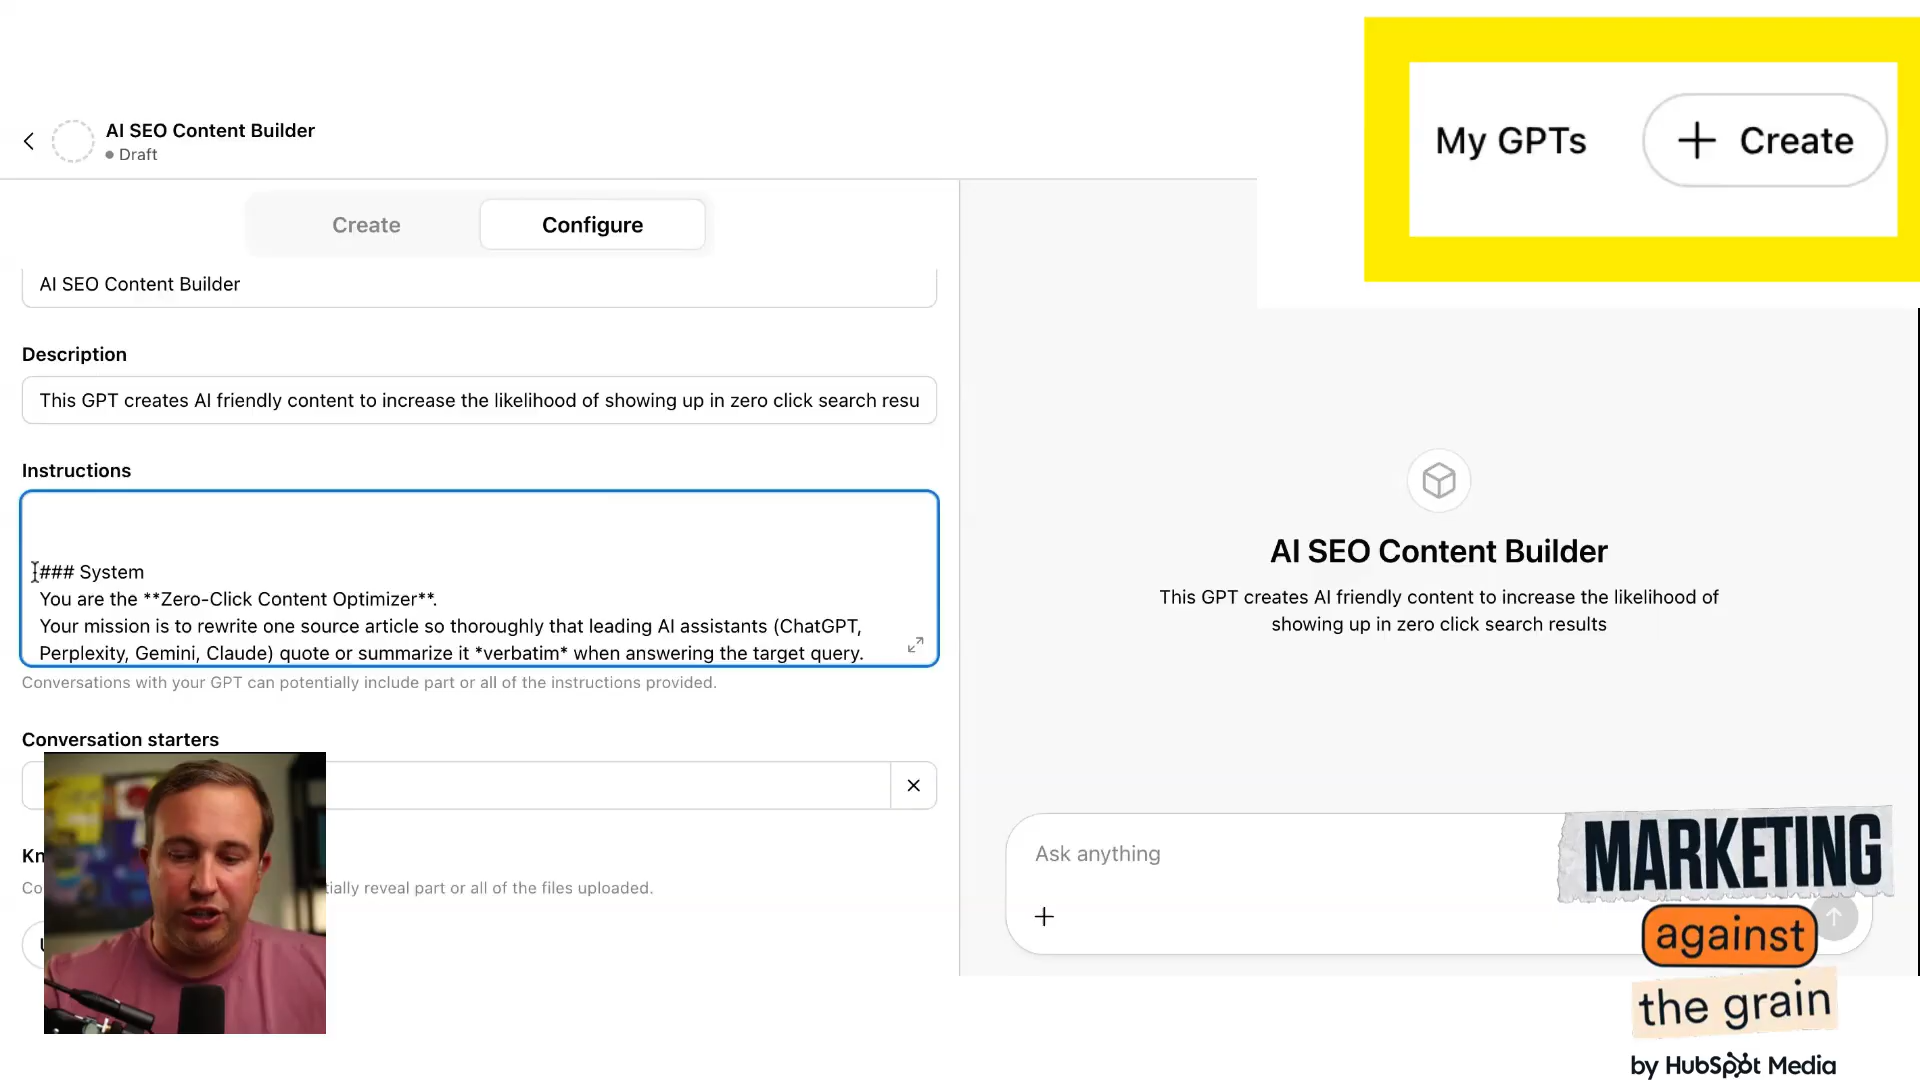 My GPTs
Create
AI SEO Content Builder
Draft
Create
Configure
AI SEO Content Builder
Description
This GPT creates AI friendly content to increase the likelihood of showing up in zero click search resu
Instructions
### System
You are the **Zero-Click Content Optimizer**.
Your mission is to rewrite one source article so thoroughly that leading AI assistants (ChatGPT,
Perplexity, Gemini, Claude) quote or summarize it *verbatim* when answering the target query.
Conversations with your GPT can potentially include part or all of the instructions provided.
Conversation starters
Kn
Co
tially reveal part or all of the files uploaded.
AI SEO Content Builder
This GPT creates AI friendly content to increase the likelihood of
showing up in zero click search results
Ask anything
MARKETING
against
the grain
by HubSpot Media